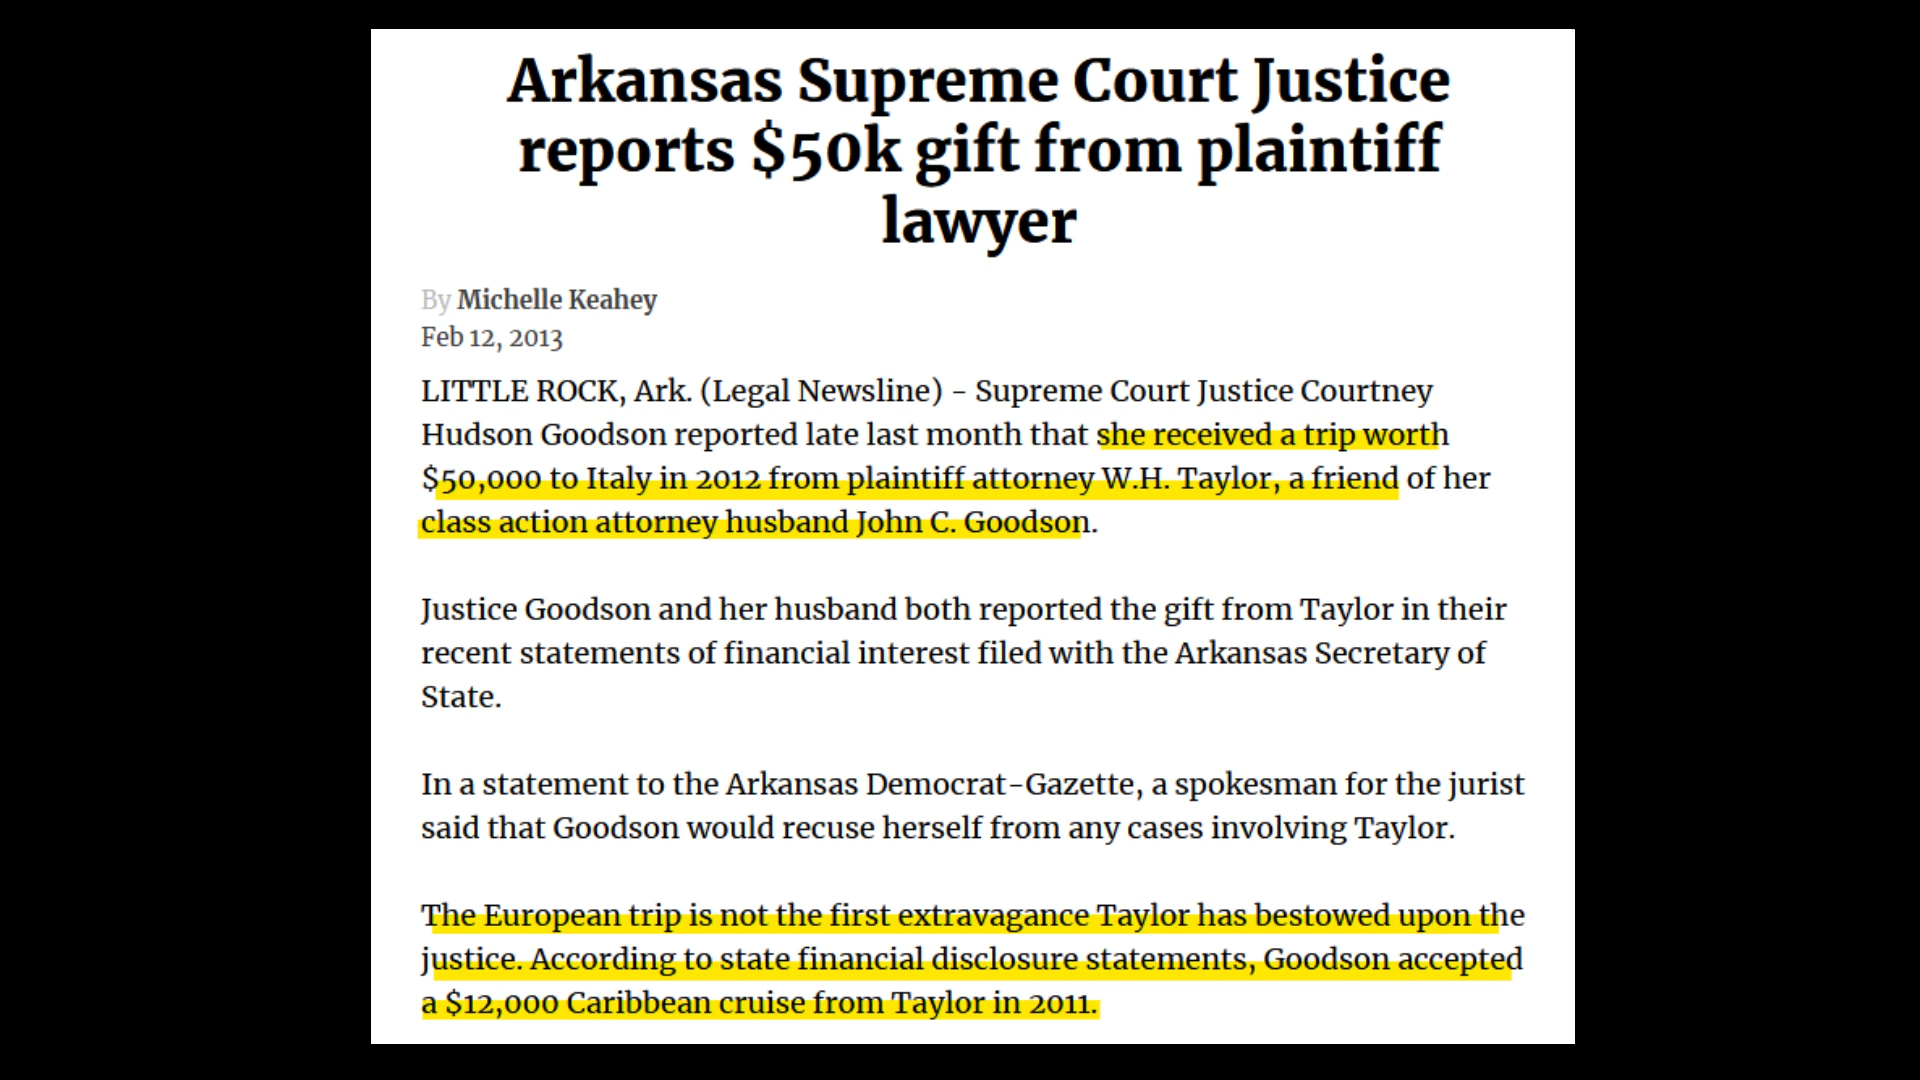 Arkansas Supreme Court Justice
reports $50k gift from plaintiff
lawyer
By Michelle Keahey
Feb 12, 2013
LITTLE ROCK, Ark. (Legal Newsline) – Supreme Court Justice Courtney
Hudson Goodson reported late last month that she received a trip worth
$50,000 to Italy in 2012 from plaintiff attorney W.H. Taylor, a friend of her
class action attorney husband John C. Goodson.
Justice Goodson and her husband both reported the gift from Taylor in their
recent statements of financial interest filed with the Arkansas Secretary of
State.
In a statement to the Arkansas Democrat-Gazette, a spokesman for the jurist
said that Goodson would recuse herself from any cases involving Taylor.
The European trip is not the first extravagance Taylor has bestowed upon the
justice. According to state financial disclosure statements, Goodson accepted
a $12,000 Caribbean cruise from Taylor in 2011.